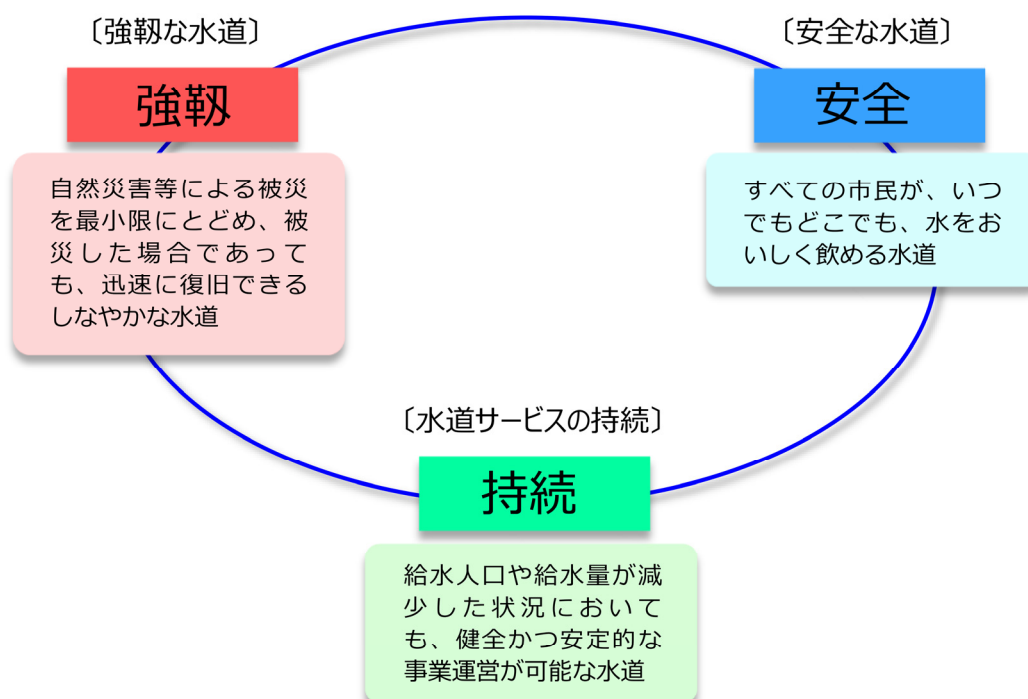 〔強靱な水道〕
強靱
自然災害等による被災
を最小限にとどめ、被
災した場合であって
も、迅速に復旧できる
しなやかな水道
〔安全な水道〕
安全
すべての市民が、いつ
でもどこでも、水をお
いしく飲める水道
〔水道サービスの持続〕
持続
給水人口や給水量が減
少した状況において
も、健全かつ安定的な
事業運営が可能な水道